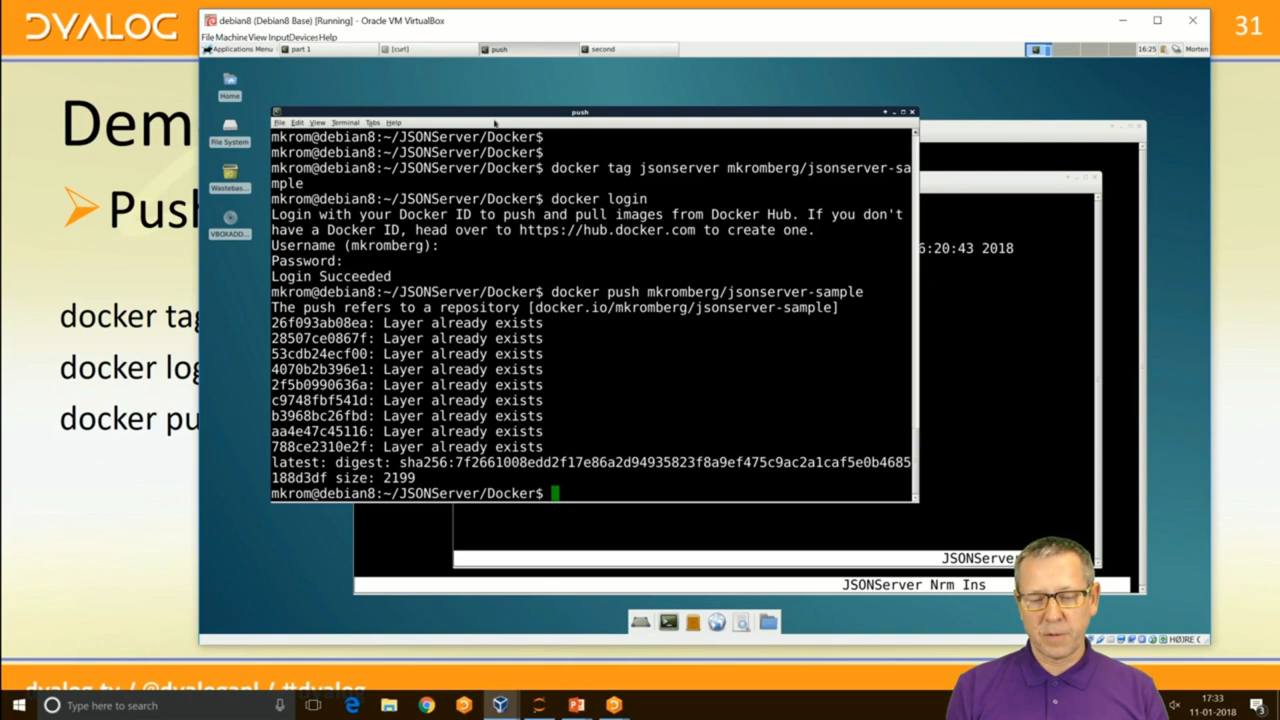 DYALOG
debian8 (Debian8 Base) [Running] - Oracle VM VirtualBox
31
File Machine View Input Devices Help
Applications Menu
part 1
[curl]
push
second
16:25
Morten
Home
File System
Wastebas...
VBOXADD...
Dem
Push
docker tag
docker log
docker pu
push
File Edit View Terminal Tabs Help
mkrom@debian8:~/JSONServer/Docker$
mkrom@debian8:~/JSONServer/Docker$
mkrom@debian8:~/JSONServer/Docker$ docker tag jsonserver mkromberg/jsonserver-sa
mple
mkrom@debian8:~/JSONServer/Docker$ docker login
Login with your Docker ID to push and pull images from Docker Hub. If you don't
have a Docker ID, head over to https://hub.docker.com to create one.
Username (mkromberg):
Password:
Login Succeeded
mkrom@debian8:~/JSONServer/Docker$ docker push mkromberg/jsonserver-sample
The push refers to a repository [docker.io/mkromberg/jsonserver-sample]
26f093ab08ea: Layer already exists
28507ce0867f: Layer already exists
53cdb24ecf00: Layer already exists
4070b2b396e1: Layer already exists
2f5b0990636a: Layer already exists
c9748fbf541d: Layer already exists
b3968bc26fbd: Layer already exists
aa4e47c45116: Layer already exists
788ce2310e2f: Layer already exists
latest: digest: sha256:7f2661008edd2f17e86a2d94935823f8a9ef475c9ac2a1caf5e0b4685
188d3df size: 2199
mkrom@debian8:~/JSONServer/Docker$
6:20:43 2018
JSONServer
JSONServer Nrm Ins
HØJRE C
dyalog.tv / @dyalogapl / #dyalog
Type here to search
17:33
11-01-2018
3